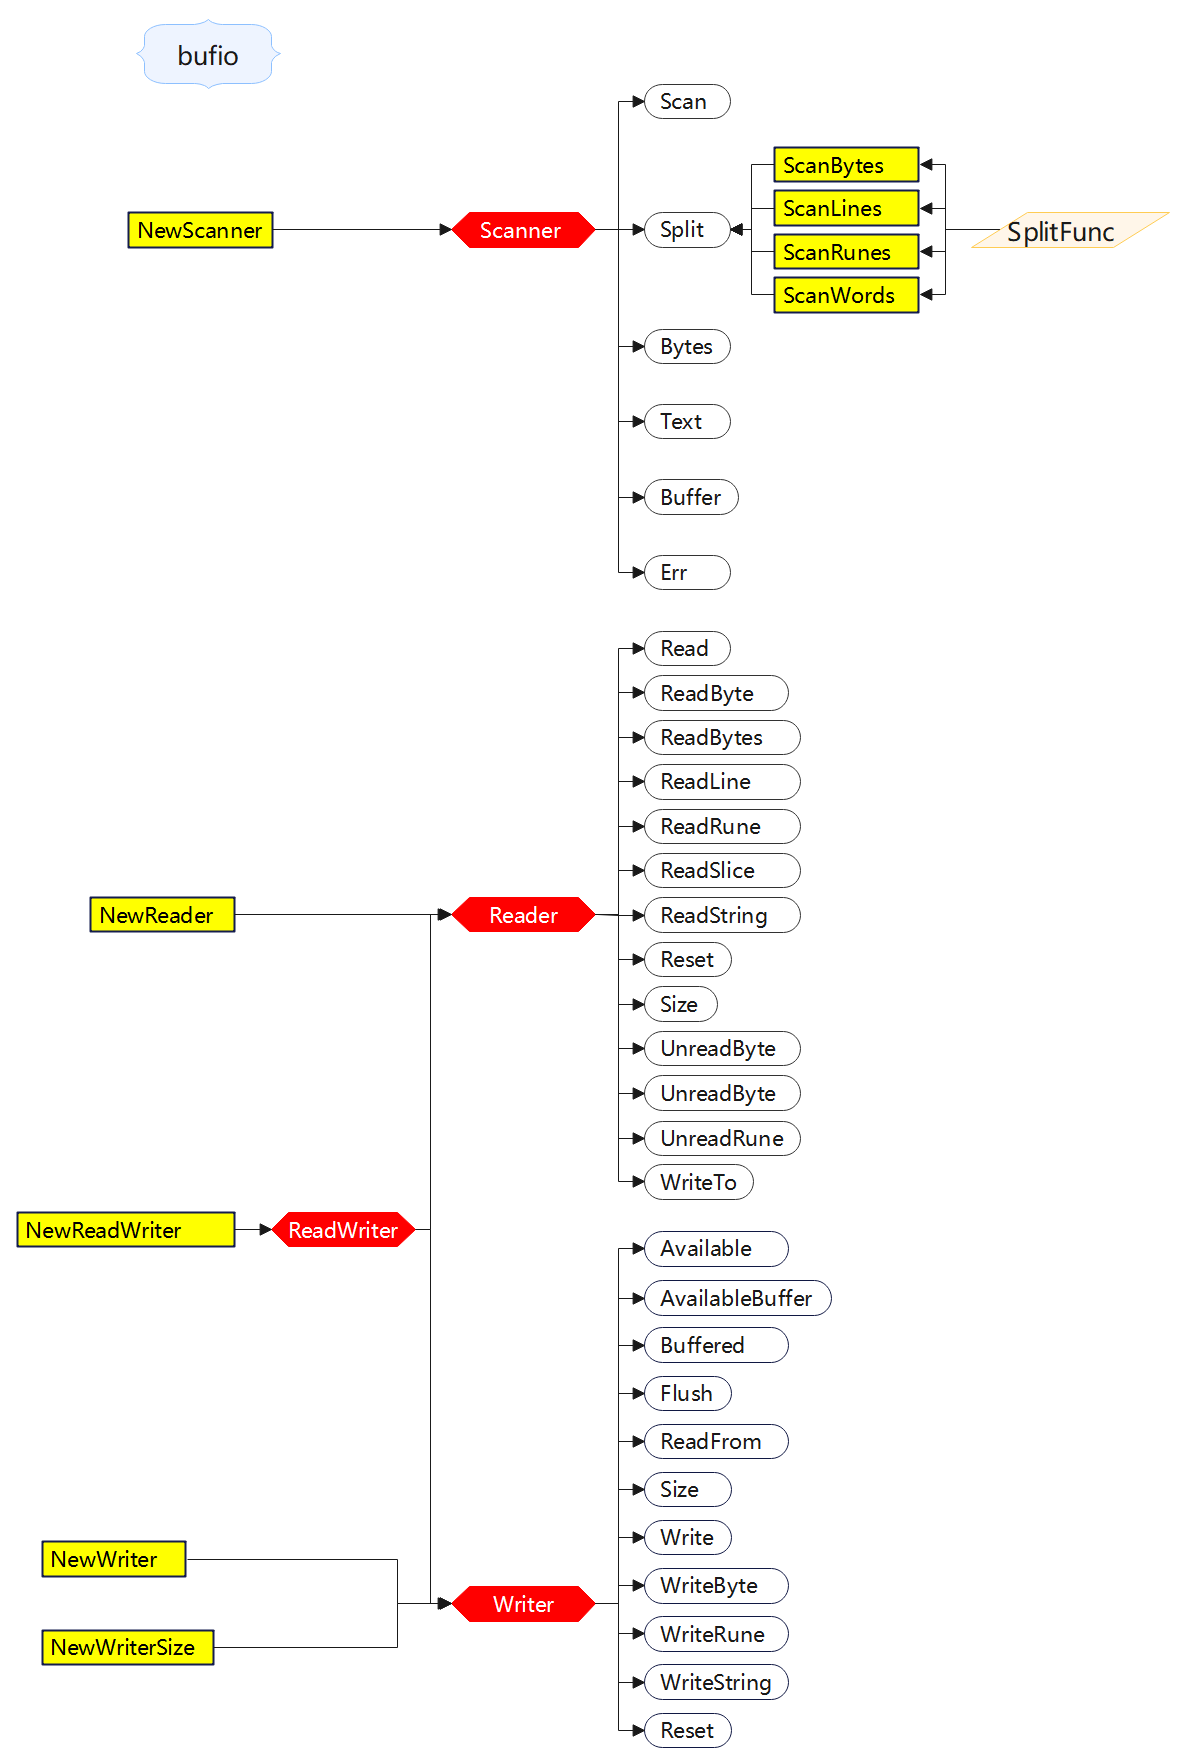 bufio
Scan
ScanBytes
ScanLines
NewScanner
Scanner
Split
SplitFunc
ScanRunes
ScanWords
Bytes
Text
Buffer
Err
Read
ReadByte
ReadBytes
ReadLine
ReadRune
ReadSlice
NewReader
Reader
ReadString
Reset
Size
UnreadByte
UnreadByte
UnreadRune
WriteTo
NewReadWriter
ReadWriter
Available
AvailableBuffer
Buffered
Flush
ReadFrom
Size
Write
NewWriter
WriteByte
Writer
WriteRune
NewWriterSize
WriteString
Reset